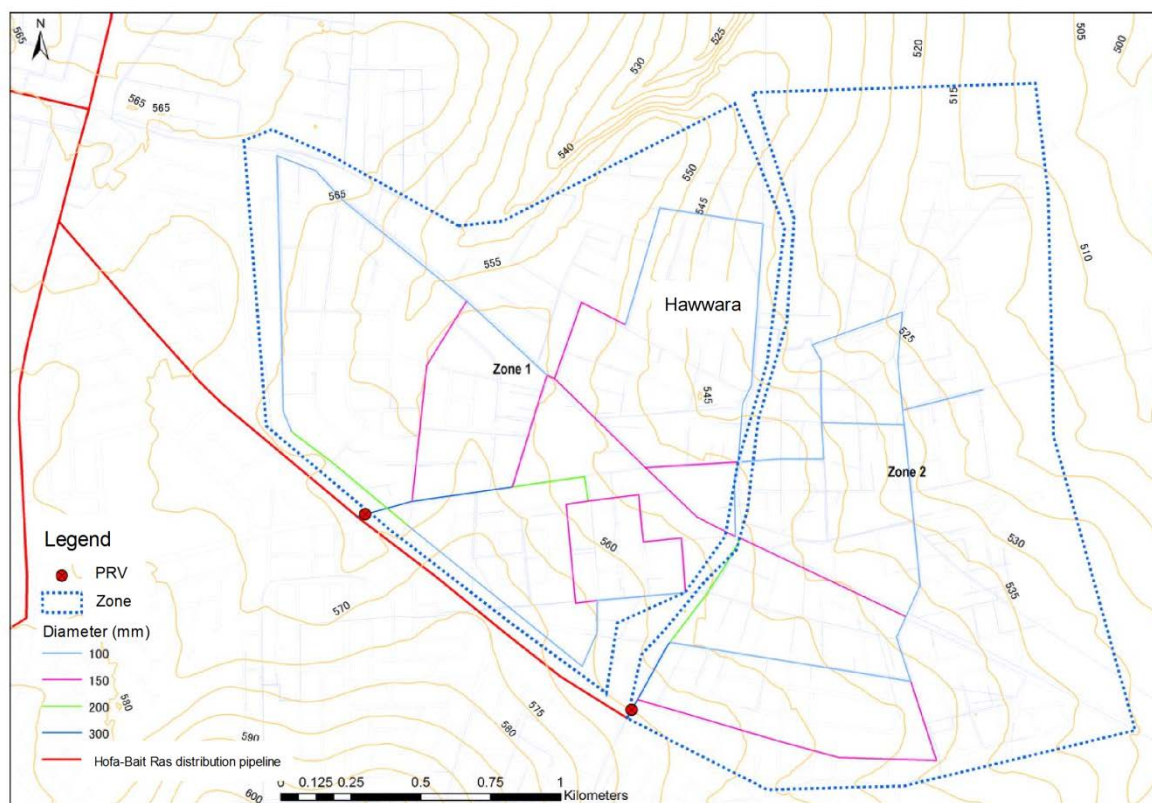 565
N
565 565
525
530
540
520
515
505
500
565
550
545
555
510
Hawwara
525
Zone 1
545
Zone 2
560
530
535
570
575
580
580
590
600
Legend
PRV
Zone
Diameter (mm)
100
150
200
300
Hofa-Bait Ras distribution pipeline
0 0.125 0.25 0.5 0.75 1
Kilometers